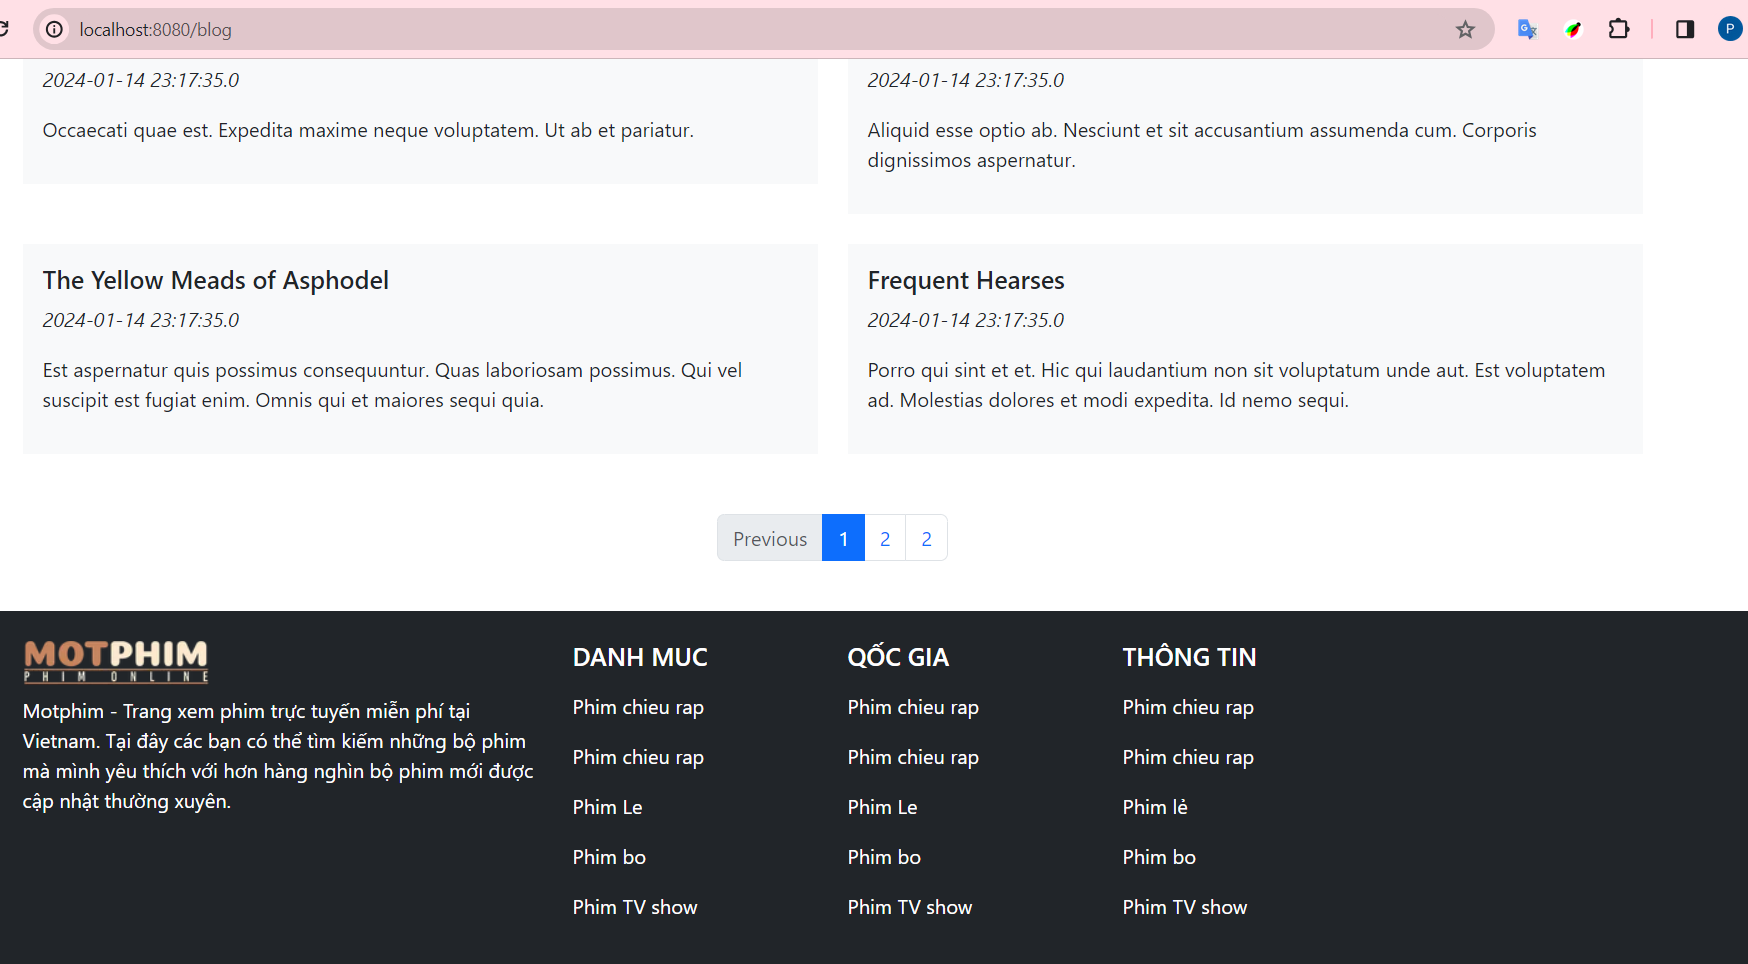 localhost:8080/blog
P
2024-01-14 23:17:35.0
Occaecati quae est. Expedita maxime neque voluptatem. Ut ab et pariatur.
2024-01-14 23:17:35.0
Aliquid esse optio ab. Nesciunt et sit accusantium assumenda cum. Corporis
dignissimos aspernatur.
The Yellow Meads of Asphodel
2024-01-14 23:17:35.0
Est aspernatur quis possimus consequuntur. Quas laboriosam possimus. Qui vel
suscipit est fugiat enim. Omnis qui et maiores sequi quia.
Frequent Hearses
2024-01-14 23:17:35.0
Porro qui sint et et. Hic qui laudantium non sit voluptatum unde aut. Est voluptatem
ad. Molestias dolores et modi expedita. Id nemo sequi.
Previous 1 2 2
MOTPHIM
PHIM ONLINE
Motphim - Trang xem phim trực tuyến miễn phí tại
Vietnam. Tại đây các bạn có thể tìm kiếm những bộ phim
mà mình yêu thích với hơn hàng nghìn bộ phim mới được
cập nhật thường xuyên.
DANH MUC
Phim chieu rap
Phim chieu rap
Phim Le
Phim bo
Phim TV show
QỐC GIA
Phim chieu rap
Phim chieu rap
Phim Le
Phim bo
Phim TV show
THÔNG TIN
Phim chieu rap
Phim chieu rap
Phim lẻ
Phim bo
Phim TV show